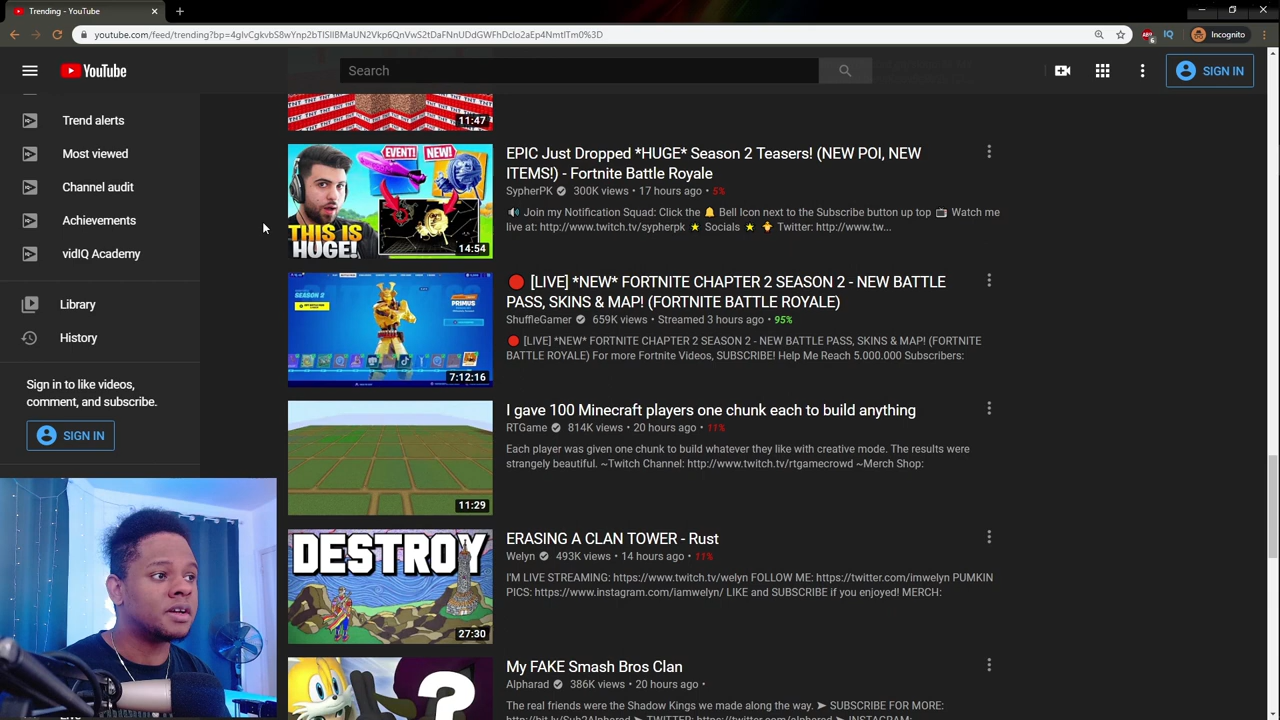 Trending - YouTube
youtube.com/feed/trending?bp=4gIvCgkvbS8wYnp2bTISIlBMaUN2Vkp6QnVwS2tDaFNnUDdGWFhDclo2aEp4NmtlTm0%3D
Incognito
YouTube
Search
SIGN IN
Trend alerts
Most viewed
Channel audit
Achievements
vidIQ Academy
Library
History
Sign in to like videos,
comment, and subscribe.
SIGN IN
11:47
EVENT! NEW!
THIS IS
HUGE!
14:54
EPIC Just Dropped *HUGE* Season 2 Teasers! (NEW POI, NEW
ITEMS!) - Fortnite Battle Royale
SypherPK 300K views • 17 hours ago • 5%
Join my Notification Squad: Click the Bell Icon next to the Subscribe button up top Watch me
live at: http://www.twitch.tv/sypherpk Socials Twitter: http://www.tw...
SEASON 2
PRIMUS
7:12:16
[LIVE] *NEW* FORTNITE CHAPTER 2 SEASON 2 - NEW BATTLE
PASS, SKINS & MAP! (FORTNITE BATTLE ROYALE)
ShuffleGamer 659K views • Streamed 3 hours ago • 95%
[LIVE] *NEW* FORTNITE CHAPTER 2 SEASON 2 - NEW BATTLE PASS, SKINS & MAP! (FORTNITE
BATTLE ROYALE) For more Fortnite Videos, SUBSCRIBE! Help Me Reach 5.000.000 Subscribers:
11:29
I gave 100 Minecraft players one chunk each to build anything
RTGame 814K views • 20 hours ago • 11%
Each player was given one chunk to build whatever they like with creative mode. The results were
strangely beautiful. ~Twitch Channel: http://www.twitch.tv/rtgamecrowd ~Merch Shop:
DESTROY
27:30
ERASING A CLAN TOWER - Rust
Welyn 493K views • 14 hours ago • 11%
I'M LIVE STREAMING: https://www.twitch.tv/welyn FOLLOW ME: https://twitter.com/imwelyn PUMKIN
PICS: https://www.instagram.com/iamwelyn/ LIKE and SUBSCRIBE if you enjoyed! MERCH:
?
My FAKE Smash Bros Clan
Alpharad 386K views • 20 hours ago •
The real friends were the Shadow Kings we made along the way. ➤ SUBSCRIBE FOR MORE: